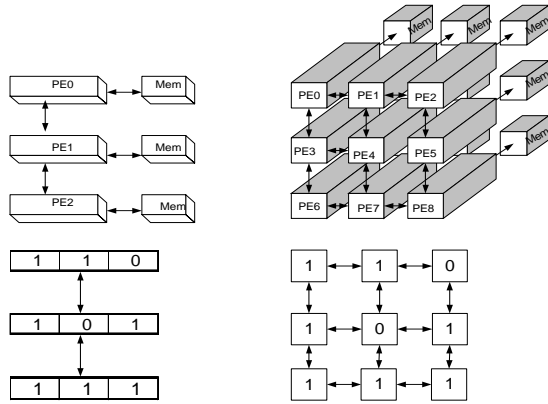 Mem Mem Mem
PE0 Mem PE0 PE1 PE2 Mem
PE1 Mem PE3 PE4 PE5 Mem
PE2 Mem PE6 PE7 PE8
1 1 0 1 1 0
1 0 1 1 0 1
1 1 1 1 1 1